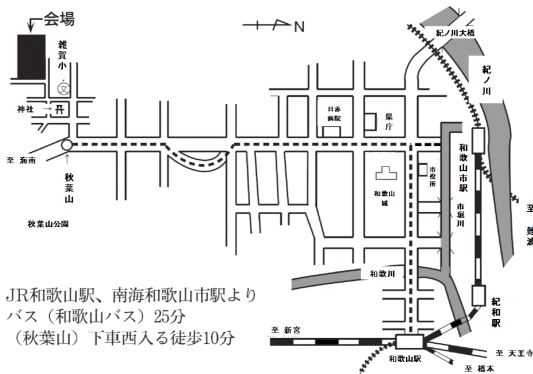 会場
雑賀小
文
神社
至 海南
秋葉山
秋葉山公園
N
日赤
病院
県庁
和歌山
城
市役所
紀ノ川大橋
紀ノ川
和歌山市駅
市堀川
至 難波
和歌川
紀和駅
至 新宮
和歌山駅
至 天王寺
至 橋本
JR和歌山駅、南海和歌山市駅より
バス（和歌山バス）25分
（秋葉山）下車西入る徒歩10分